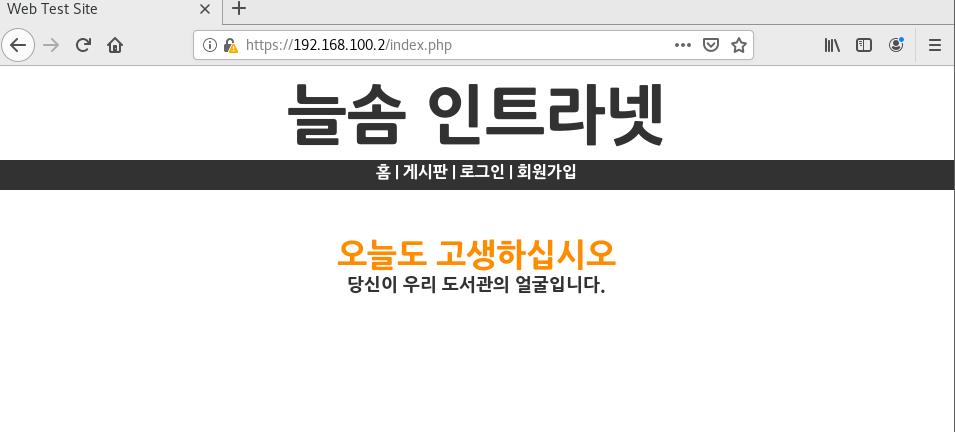 Web Test Site
https://192.168.100.2/index.php
늘솜 인트라넷
홈 | 게시판 | 로그인 | 회원가입
오늘도 고생하십시오
당신이 우리 도서관의 얼굴입니다.